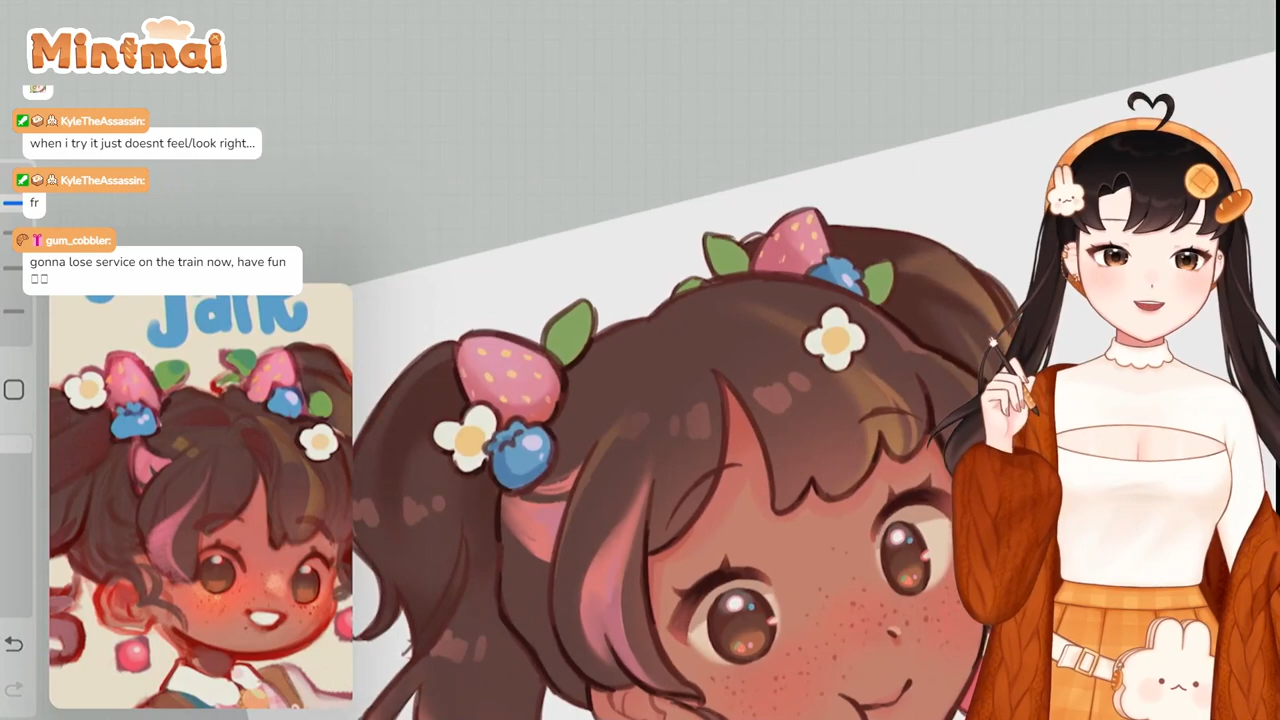 Mintmai
KyleTheAssassin:
when i try it just doesnt feel/look right...
KyleTheAssassin:
fr
gum_cobbler:
gonna lose service on the train now, have fun